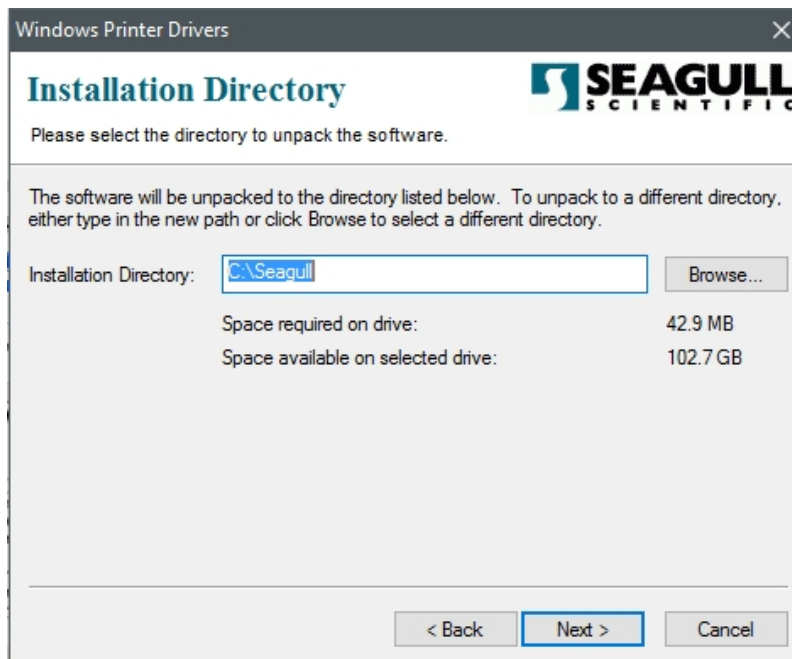 Windows Printer Drivers
Installation Directory
SEAGULL
SCIENTIFIC
Please select the directory to unpack the software.
The software will be unpacked to the directory listed below. To unpack to a different directory,
either type in the new path or click Browse to select a different directory.
Installation Directory: C:\Seagull Browse...
Space required on drive: 42.9 MB
Space available on selected drive: 102.7 GB
< Back Next > Cancel